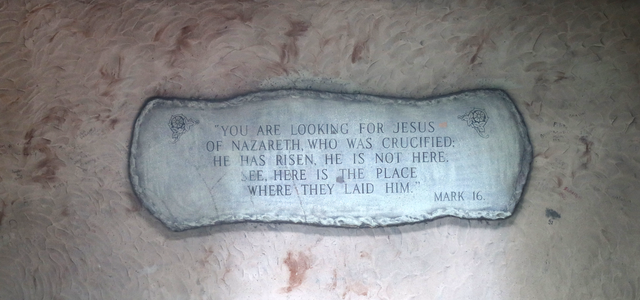 "YOU ARE LOOKING FOR JESUS
OF NAZARETH, WHO WAS CRUCIFIED;
HE HAS RISEN, HE IS NOT HERE.
SEE, HERE IS THE PLACE
WHERE THEY LAID HIM."
MARK 16.